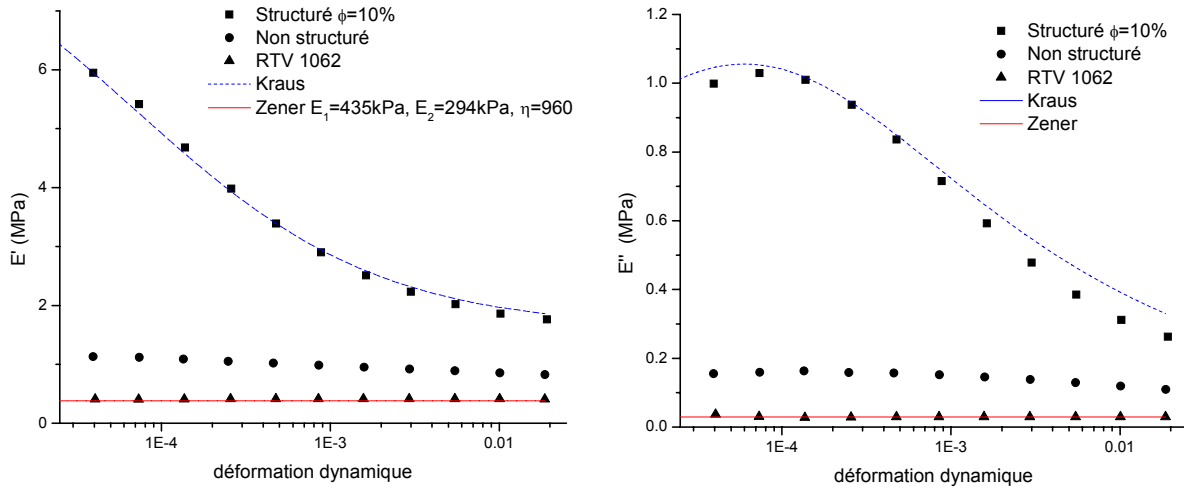 Structuré ϕ=10%
Non structuré
RTV 1062
Kraus
Zener E₁=435kPa, E₂=294kPa, η=960
6
4
2
0
E' (MPa)
1E-4
1E-3
0.01
déformation dynamique
1.2
1.0
0.8
0.6
0.4
0.2
0.0
E'' (MPa)
Structuré ϕ=10%
Non structuré
RTV 1062
Kraus
Zener
1E-4
1E-3
0.01
déformation dynamique